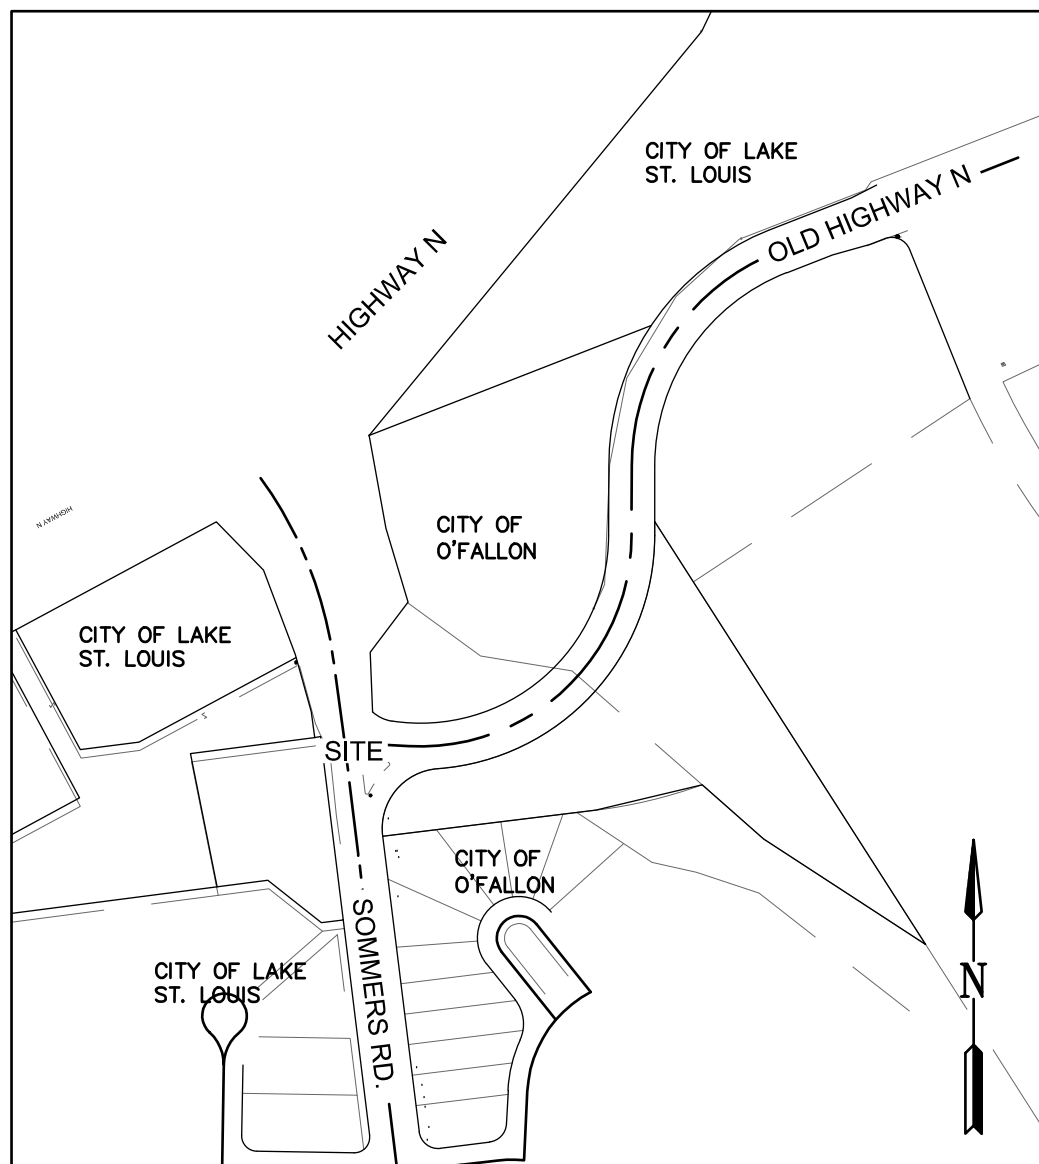 CITY OF LAKE
ST. LOUIS
OLD HIGHWAY N
HIGHWAY N
HIGHWAY N
CITY OF
O'FALLON
CITY OF LAKE
ST. LOUIS
SITE
CITY OF
O'FALLON
SOMMERS RD.
CITY OF LAKE
ST. LOUIS
N